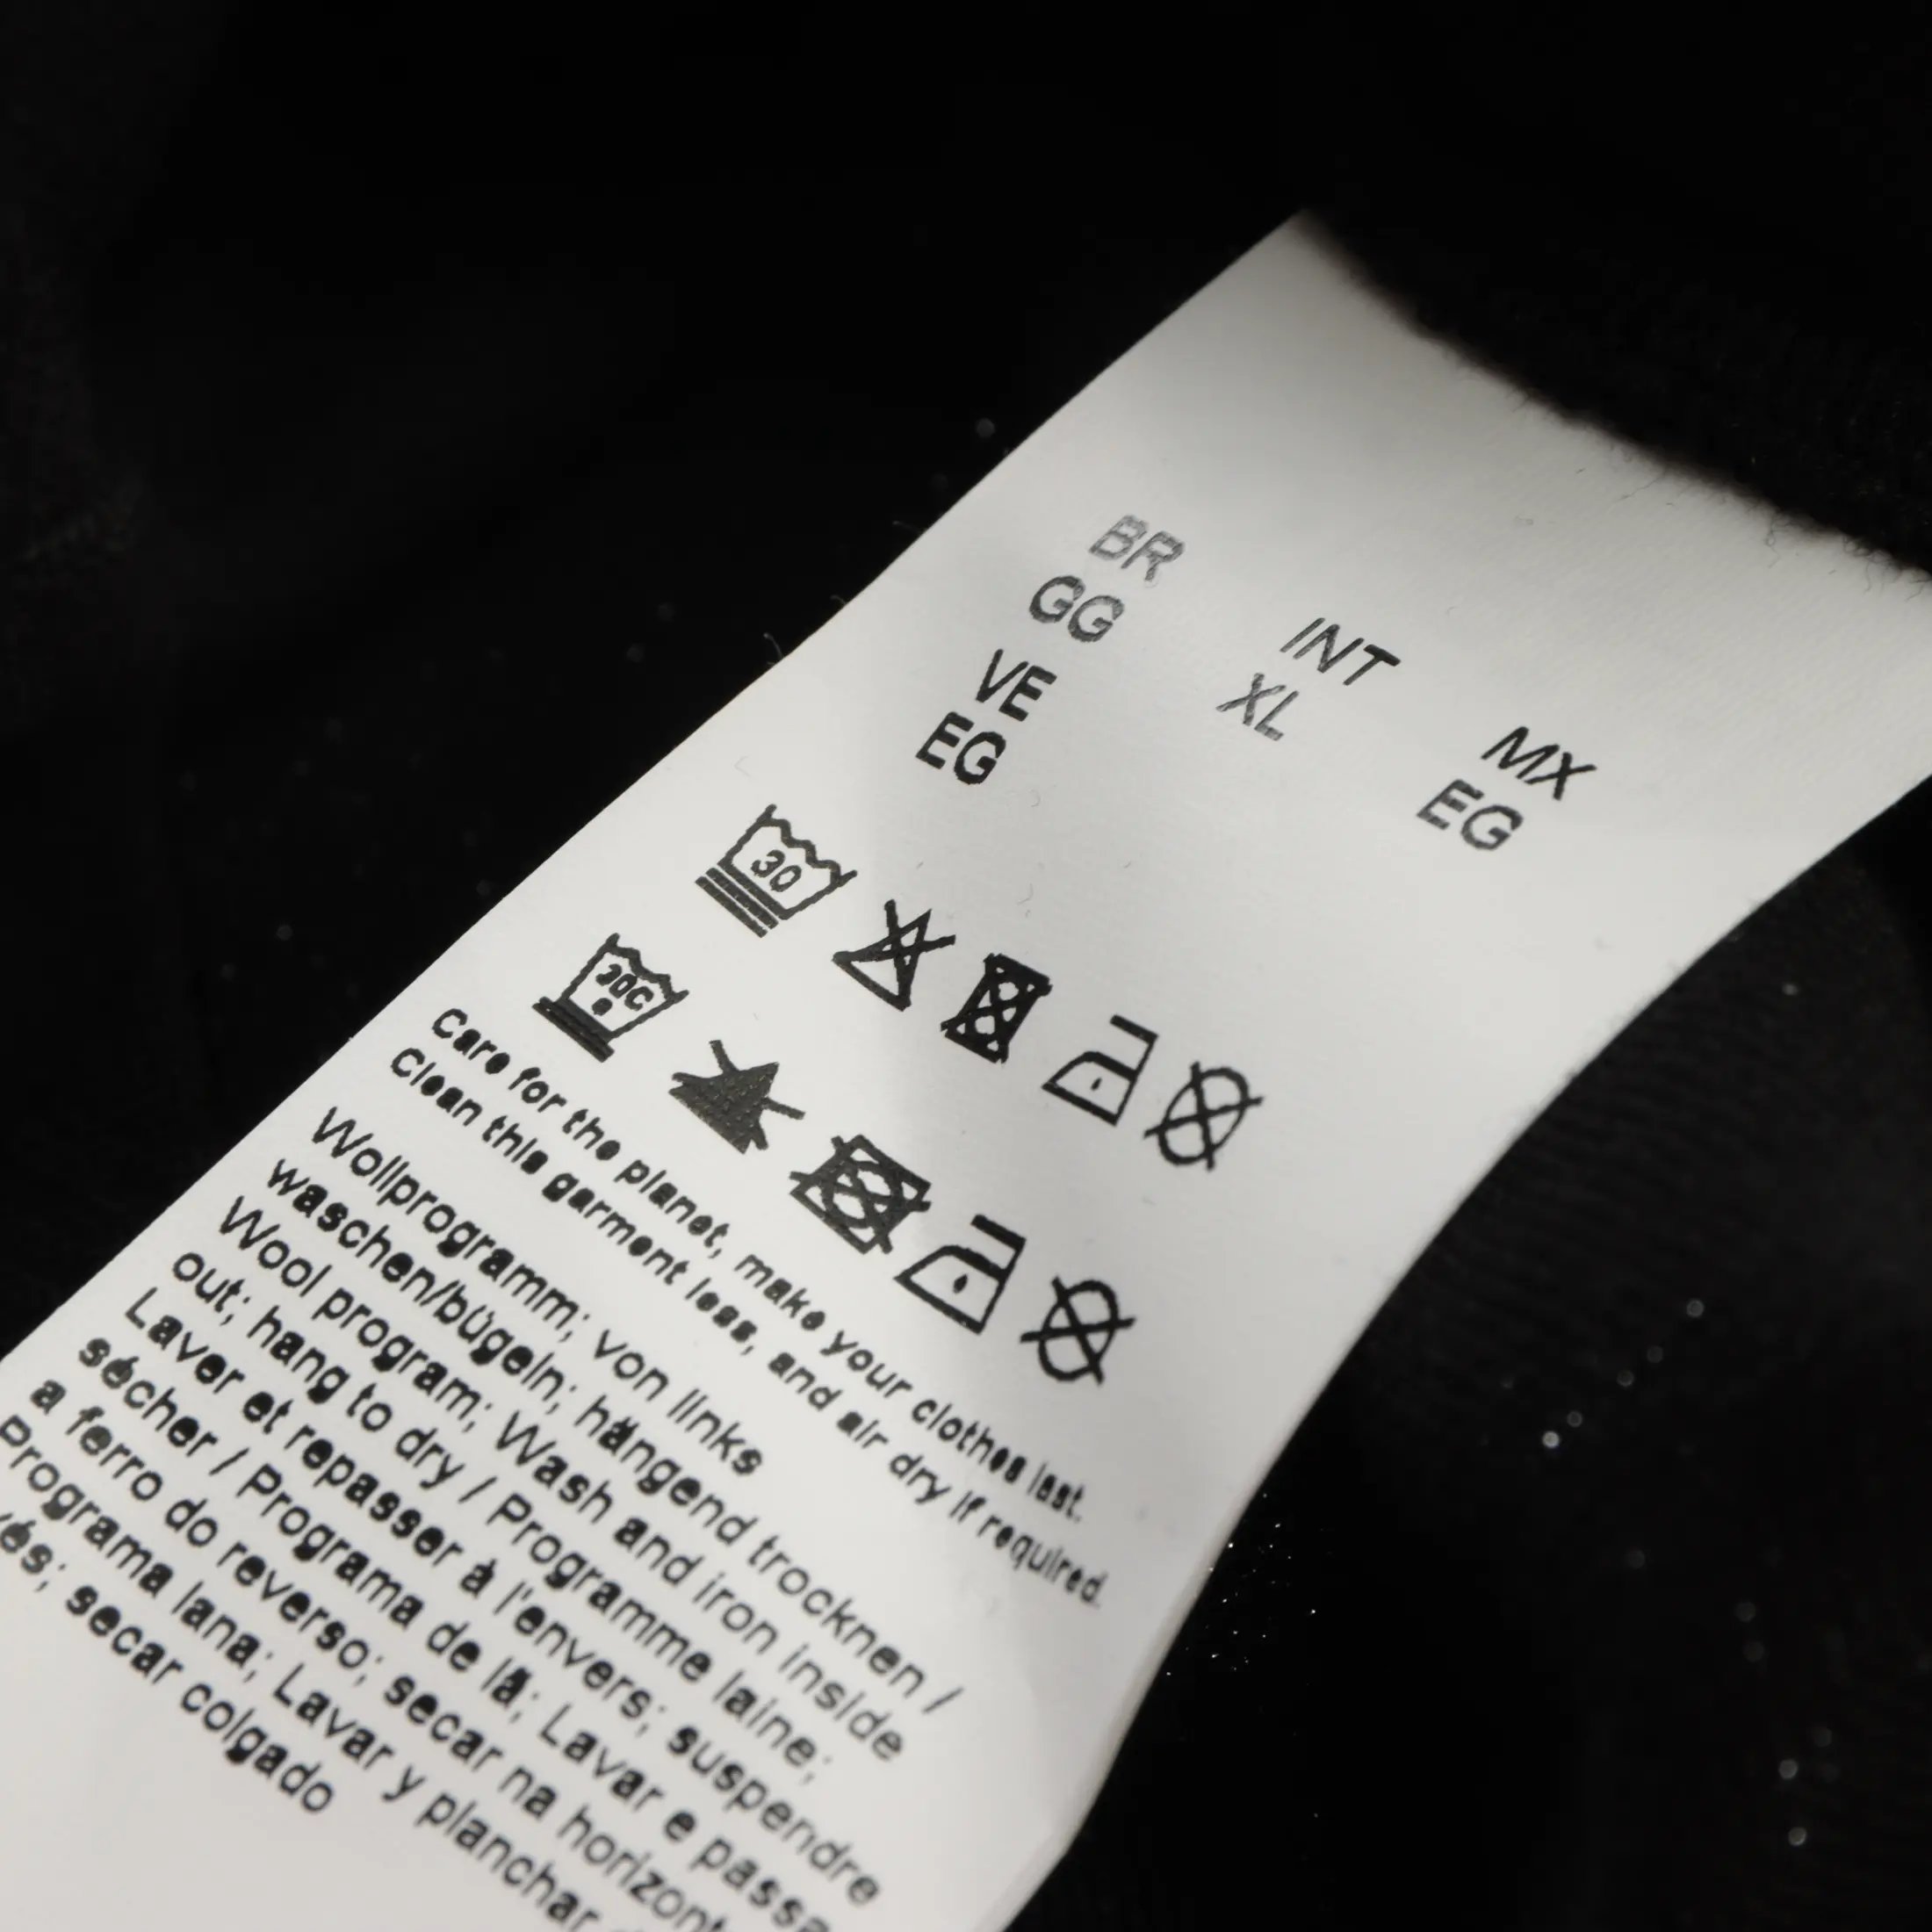 BR INT MX
GG XL EG
VE
EG
30
30C
Care for the planet, make your clothes last.
Clean this garment less, and air dry if required.
Wollprogramm; von links
waschen/bügeln; hängend trocknen /
Wool program; Wash and iron inside
out; hang to dry / Programme laine;
Laver et repasser à l'envers; suspendre
sécher / Programa de lã; Lavar e passa
a ferro do reverso; secar na horizont
Programa lana; Lavar y planchar
vés; secar colgado